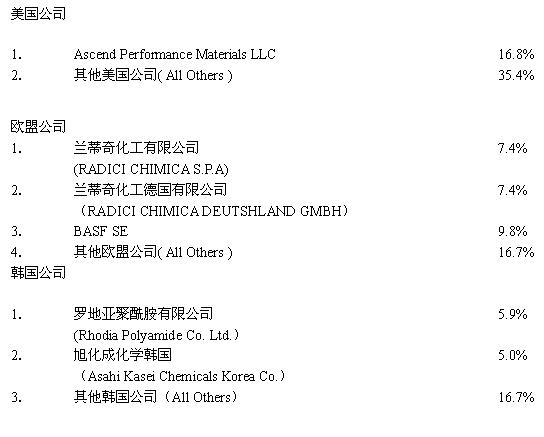 美国公司
1. Ascend Performance Materials LLC 16.8%
2. 其他美国公司( All Others ) 35.4%
欧盟公司
1. 兰蒂奇化工有限公司 7.4%
(RADICI CHIMICA S.P.A)
2. 兰蒂奇化工德国有限公司 7.4%
（RADICI CHIMICA DEUTSHLAND GMBH）
3. BASF SE 9.8%
4. 其他欧盟公司( All Others ) 16.7%
韩国公司
1. 罗地亚聚酰胺有限公司 5.9%
(Rhodia Polyamide Co. Ltd.）
2. 旭化成化学韩国 5.0%
（Asahi Kasei Chemicals Korea Co.）
3. 其他韩国公司（All Others） 16.7%